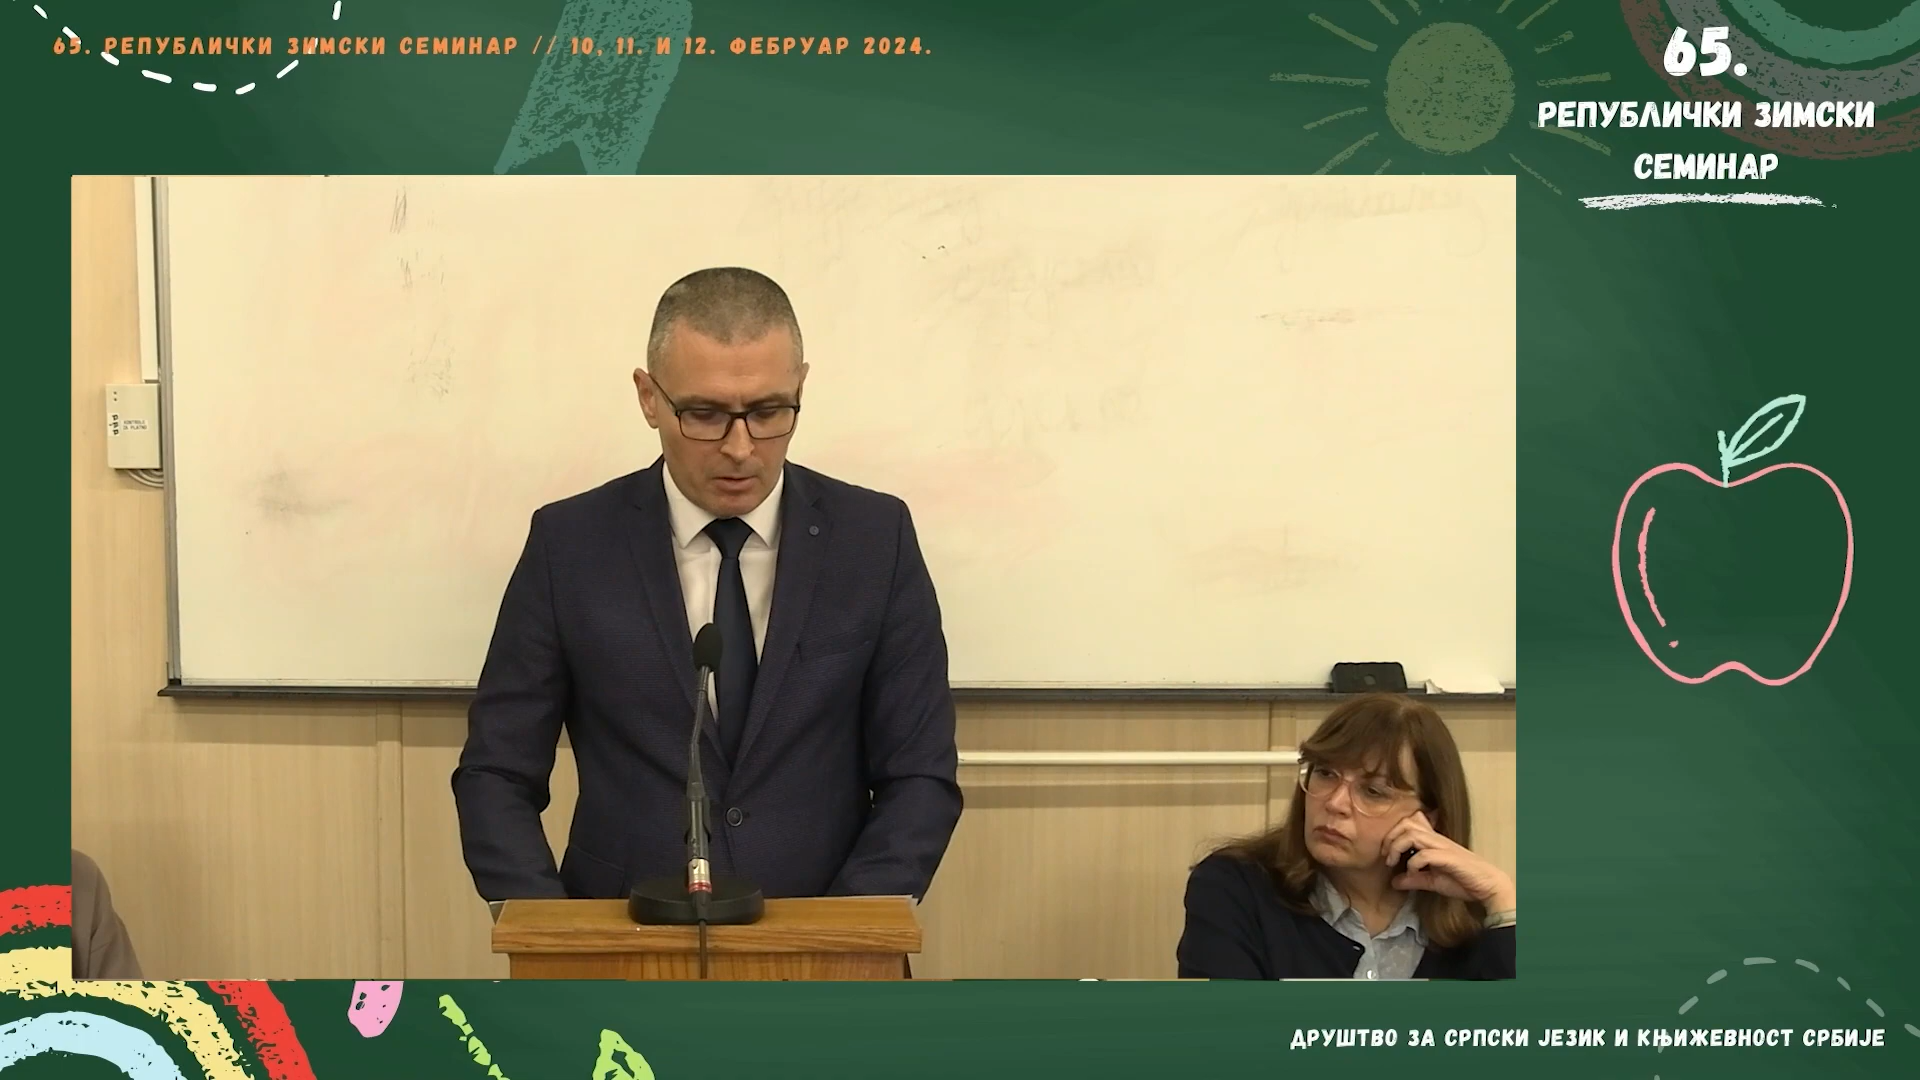 65. РЕПУБЛИЧКИ ЗИМСКИ СЕМИНАР // 10, 11. И 12. ФЕБРУАР 2024.
65.
РЕПУБЛИЧКИ ЗИМСКИ
СЕМИНАР
ДРУШТВО ЗА СРПСКИ ЈЕЗИК И КЊИЖЕВНОСТ СРБИЈЕ